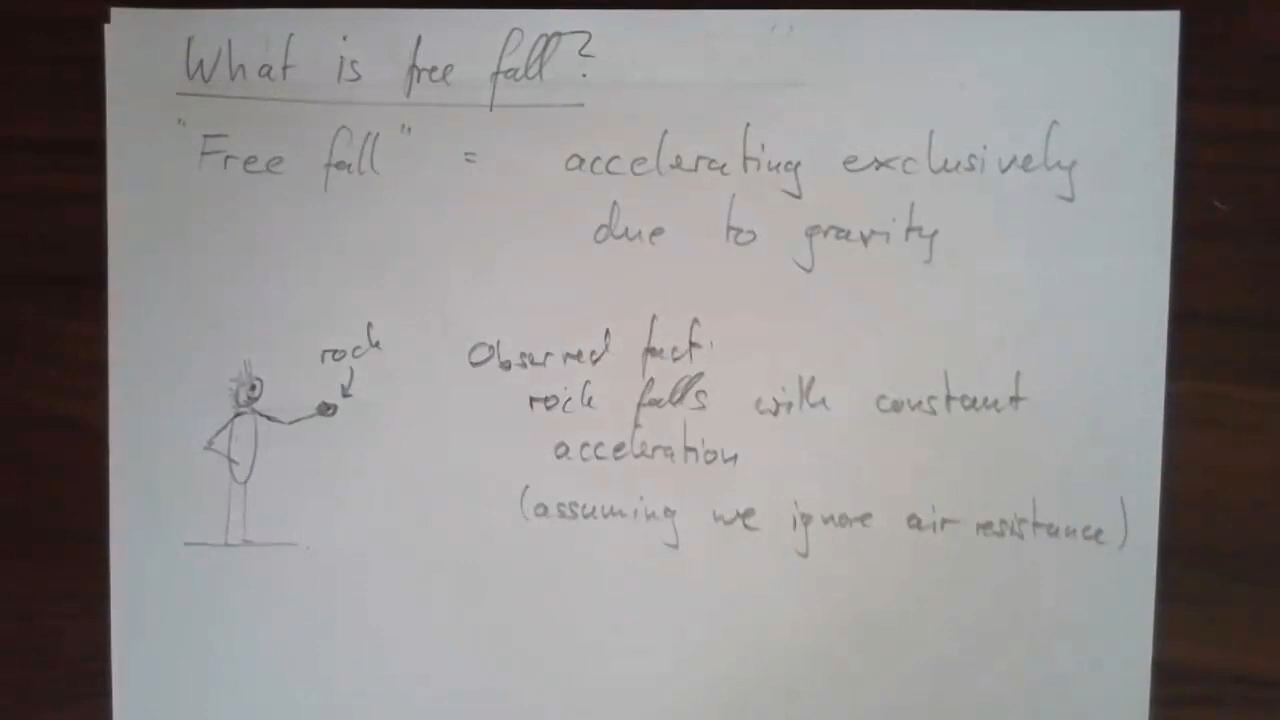 What is free fall?
"Free fall" = accelerating exclusively
due to gravity
rock
Observed fact:
rock falls with constant
acceleration
(assuming we ignore air resistance)